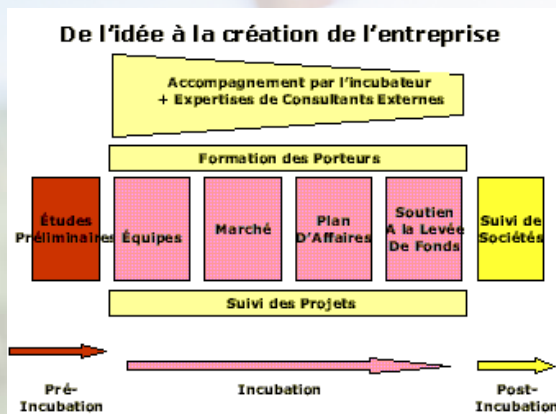 De l'idée à la création de l'entreprise
Accompagnement par l'incubateur
+ Expertises de Consultants Externes
Formation des Porteurs
Études
Préliminaires
Équipes
Marché
Plan
D'Affaires
Soutien
A la Levée
De Fonds
Suivi de
Sociétés
Suivi des Projets
Pré-
Incubation
Incubation
Post-
Incubation